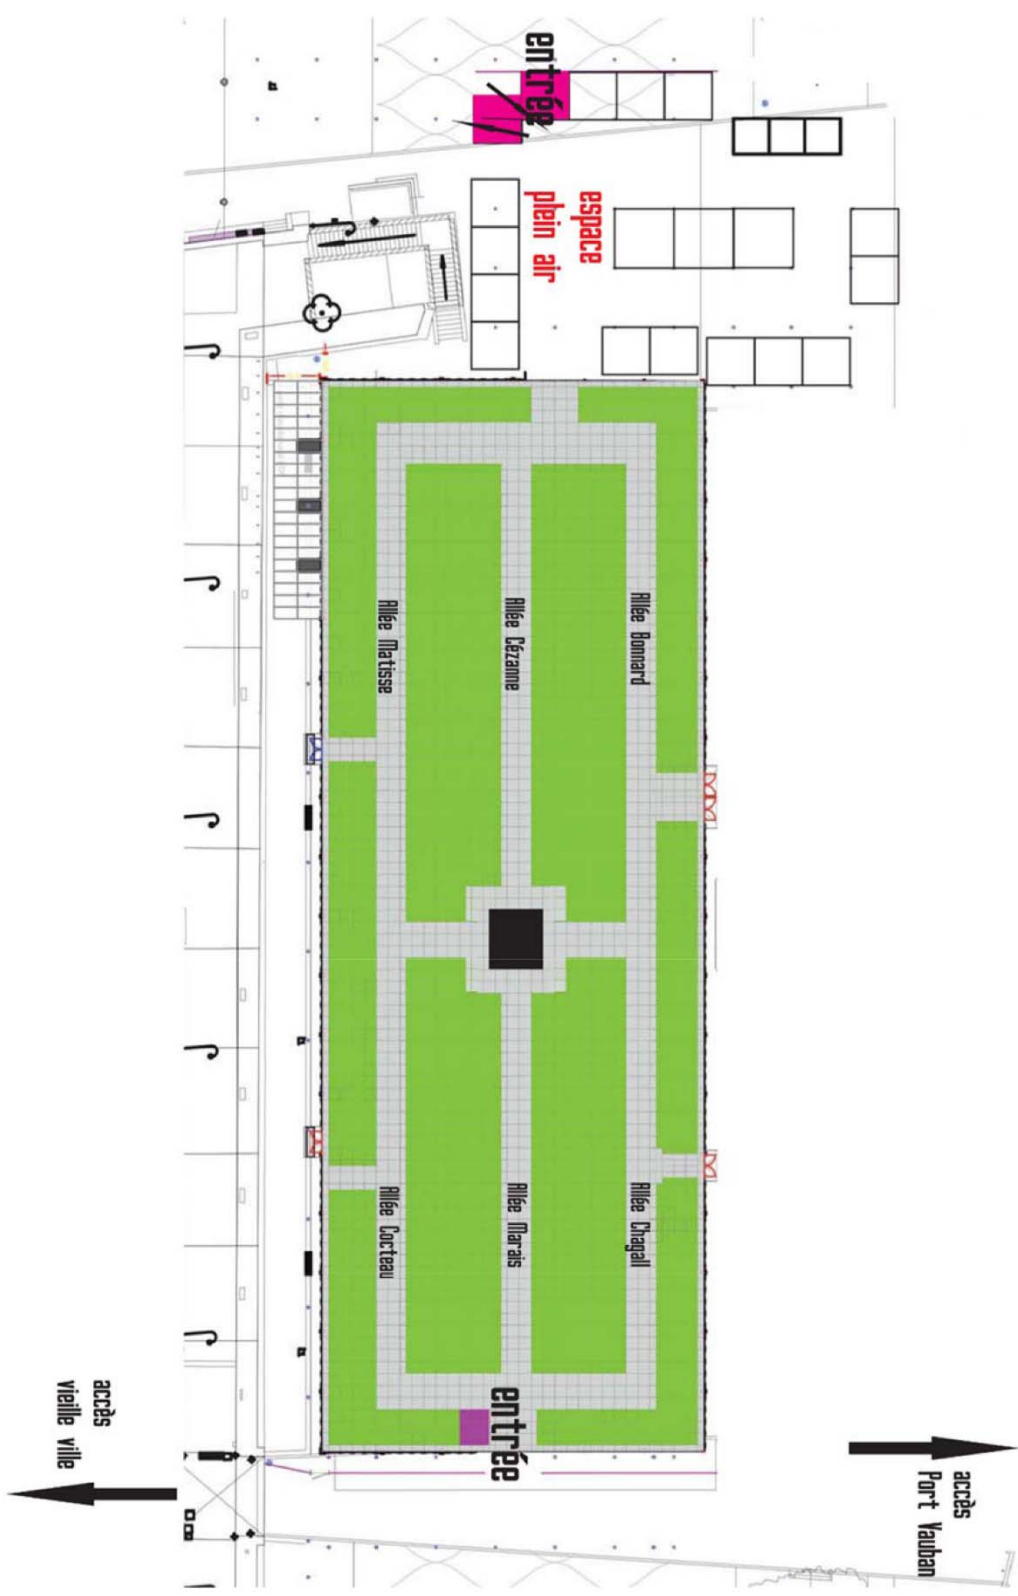 entrée
espace
plein air
Allée Bonnard
Allée Cézanne
Allée Matisse
Allée Chagall
Allée Marais
Allée Cocteau
entrée
accès
Port Vauban
accès
vieille ville